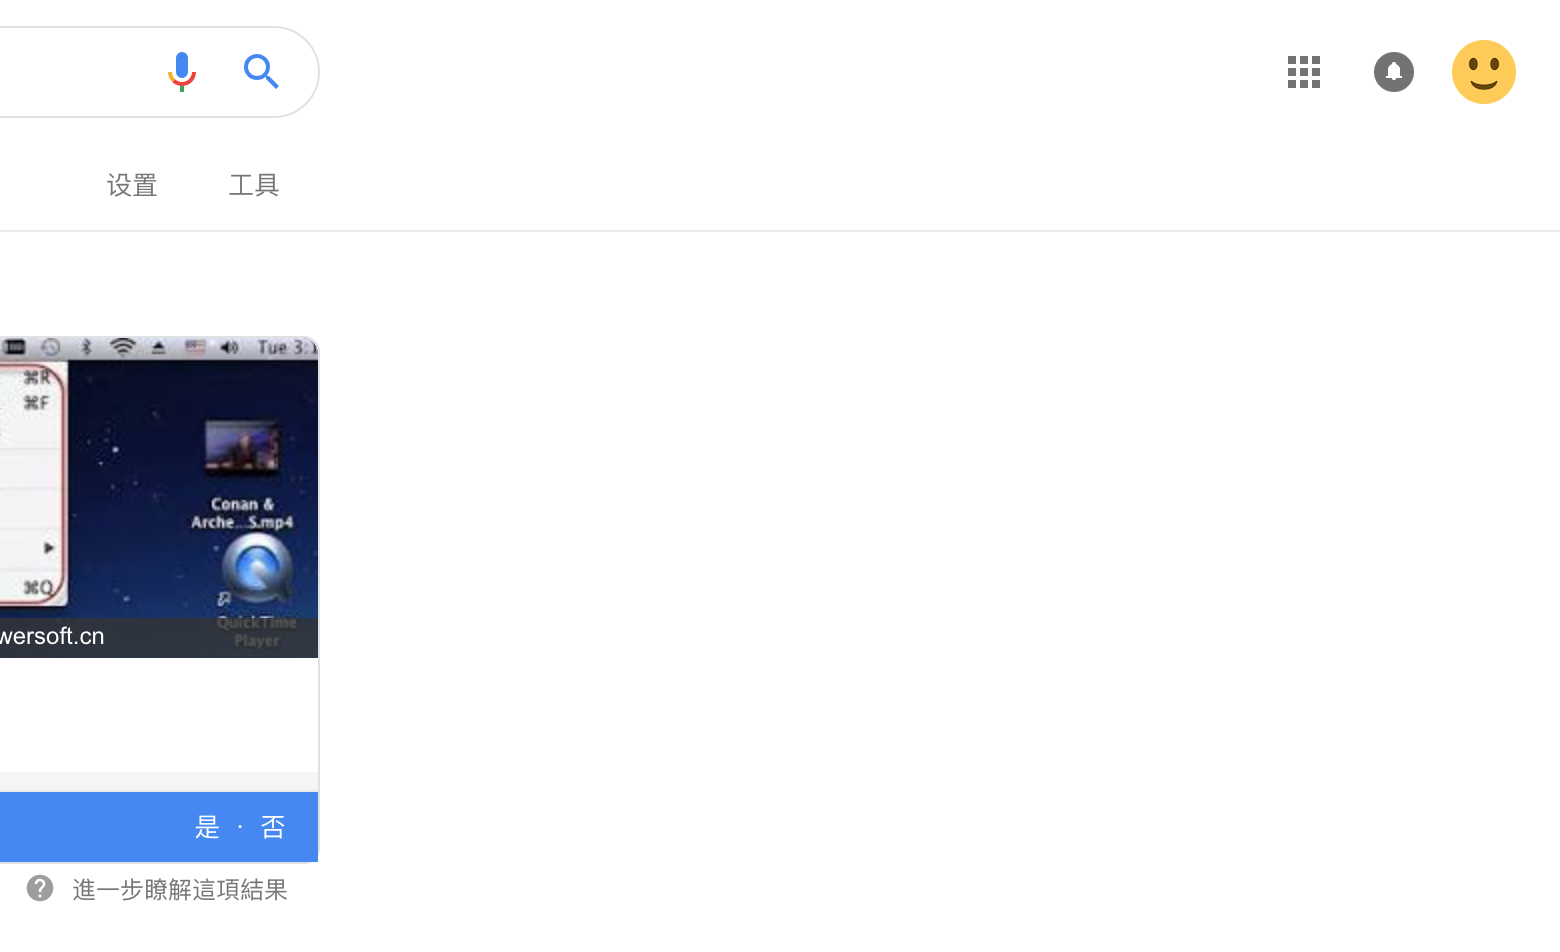 设置 工具
Tue 3:
⌘R
⌘F
Conan &
Arche...S.mp4
⌘Q
QuickTime
Player
wersoft.cn
是 · 否
進一步瞭解這項結果